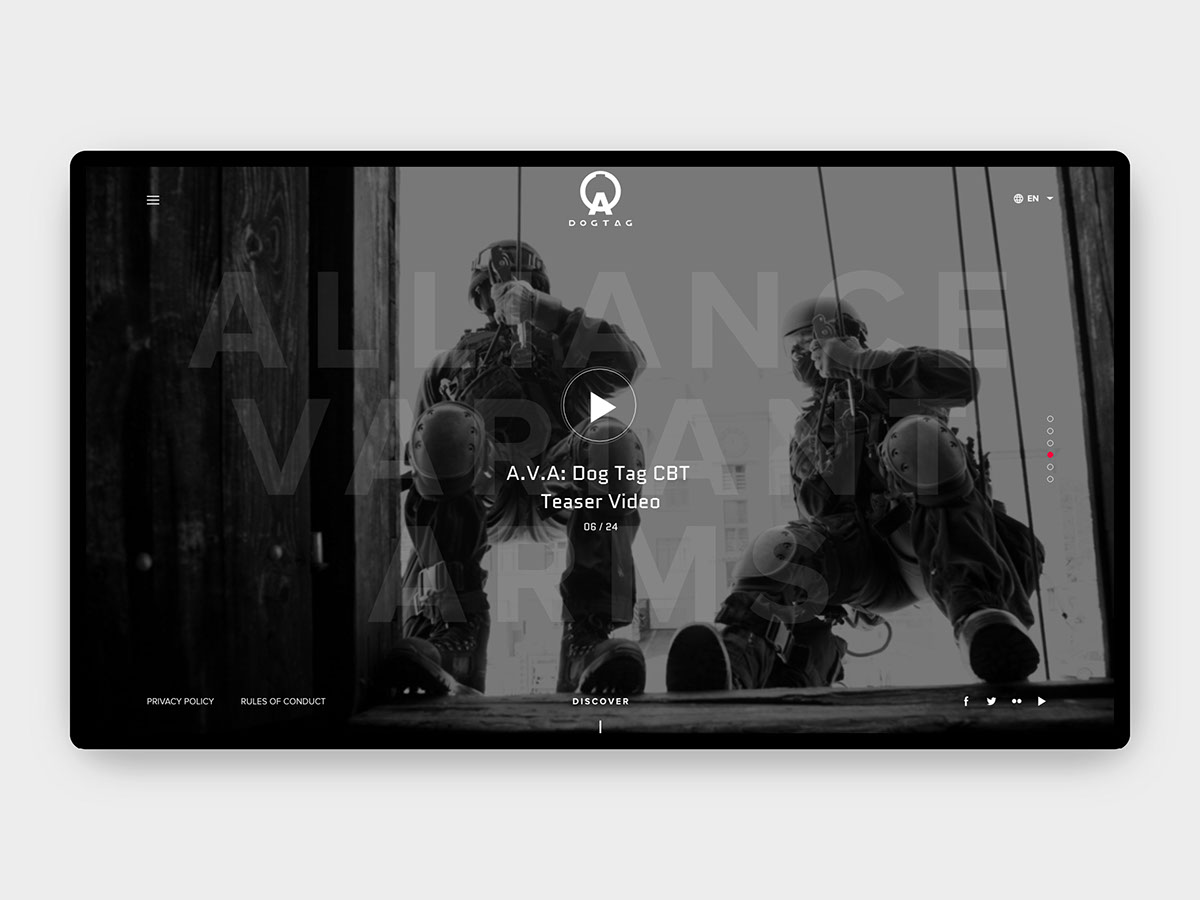 DOGTAG
EN
ALLIANCE
VARIANT
ARMS
A.V.A: Dog Tag CBT
Teaser Video
06 / 24
PRIVACY POLICY
RULES OF CONDUCT
DISCOVER